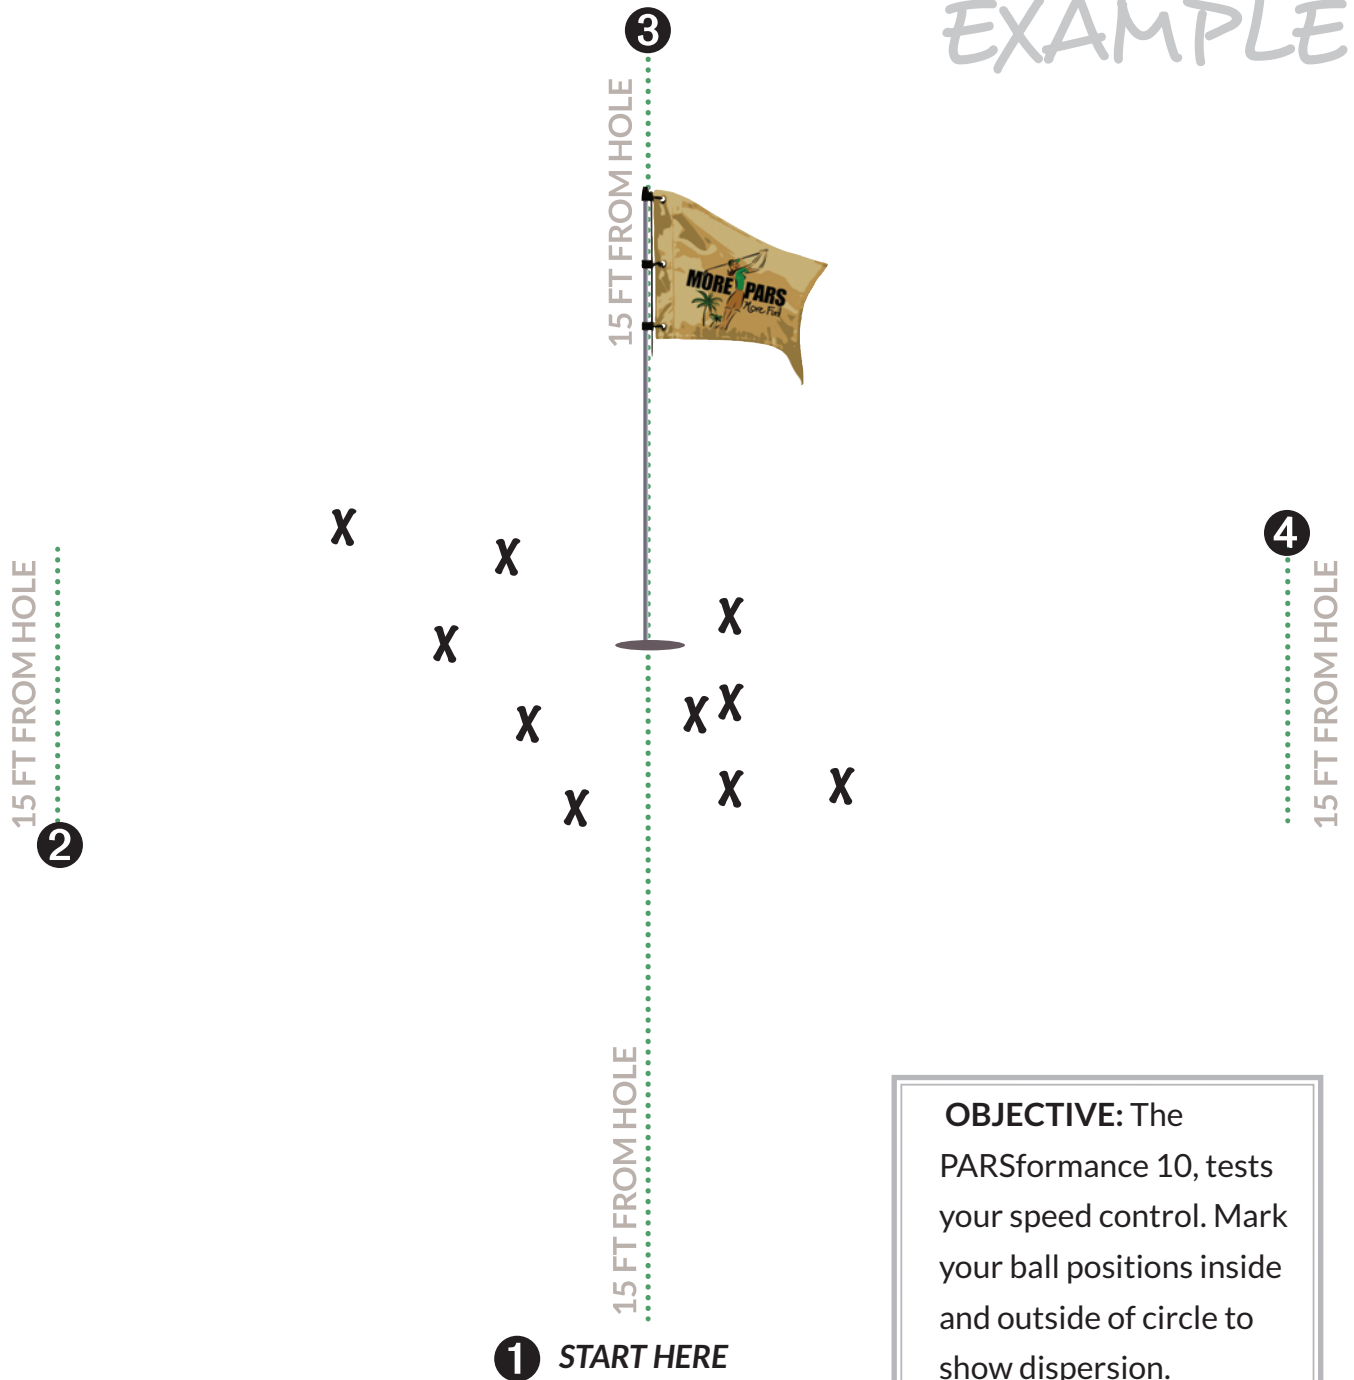 EXAMPLE
3
15 FT FROM HOLE
MORE PARS
More Fun!
4
15 FT FROM HOLE
15 FT FROM HOLE
2
X
X
X
X
X
X
X
X
X
X
15 FT FROM HOLE
1 START HERE
OBJECTIVE: The
PARSformance 10, tests
your speed control. Mark
your ball positions inside
and outside of circle to
show dispersion.